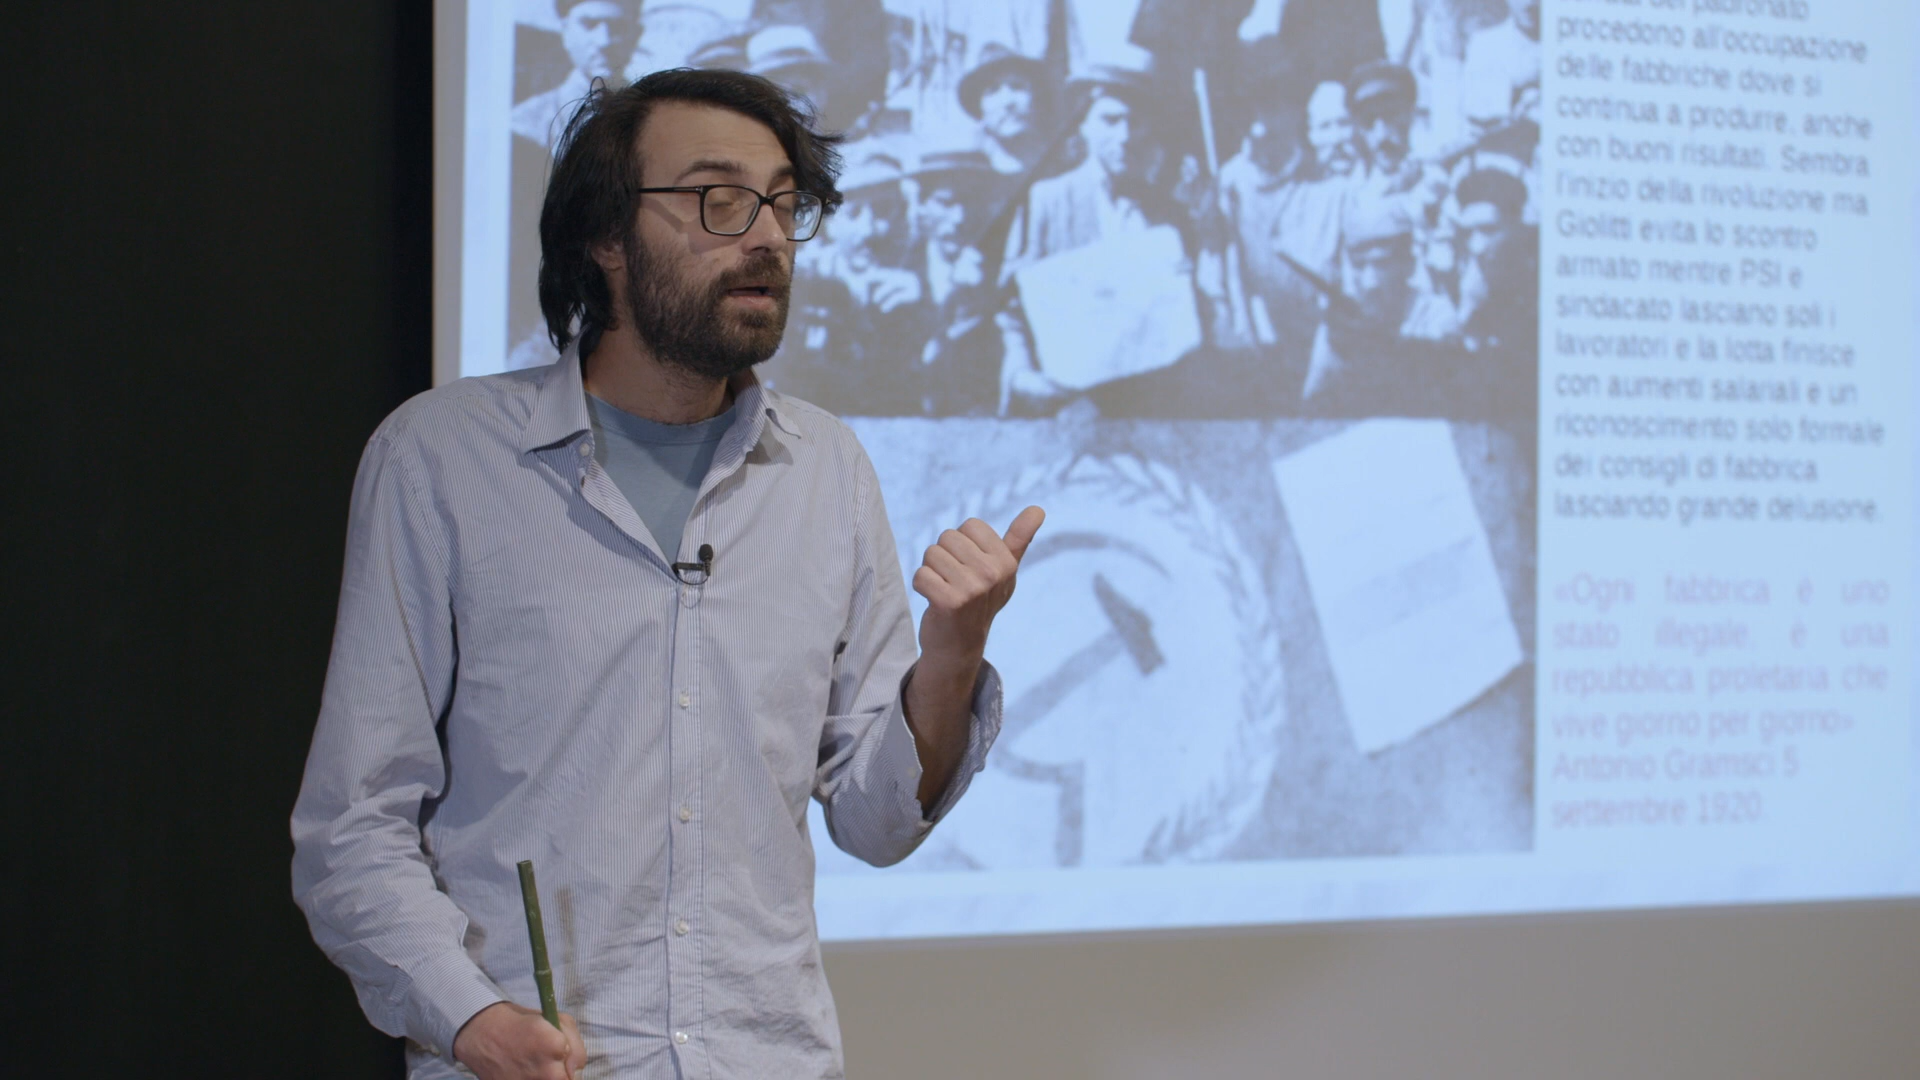 del padronato
procedono all'occupazione
delle fabbriche dove si
continua a produrre, anche
con buoni risultati. Sembra
l'inizio della rivoluzione ma
Giolitti evita lo scontro
armato mentre PSI e
sindacato lasciano soli i
lavoratori e la lotta finisce
con aumenti salariali e un
riconoscimento solo formale
dei consigli di fabbrica
lasciando grande delusione.
«Ogni fabbrica è uno
stato illegale, è una
repubblica proletaria che
vive giorno per giorno»
Antonio Gramsci 5
settembre 1920.